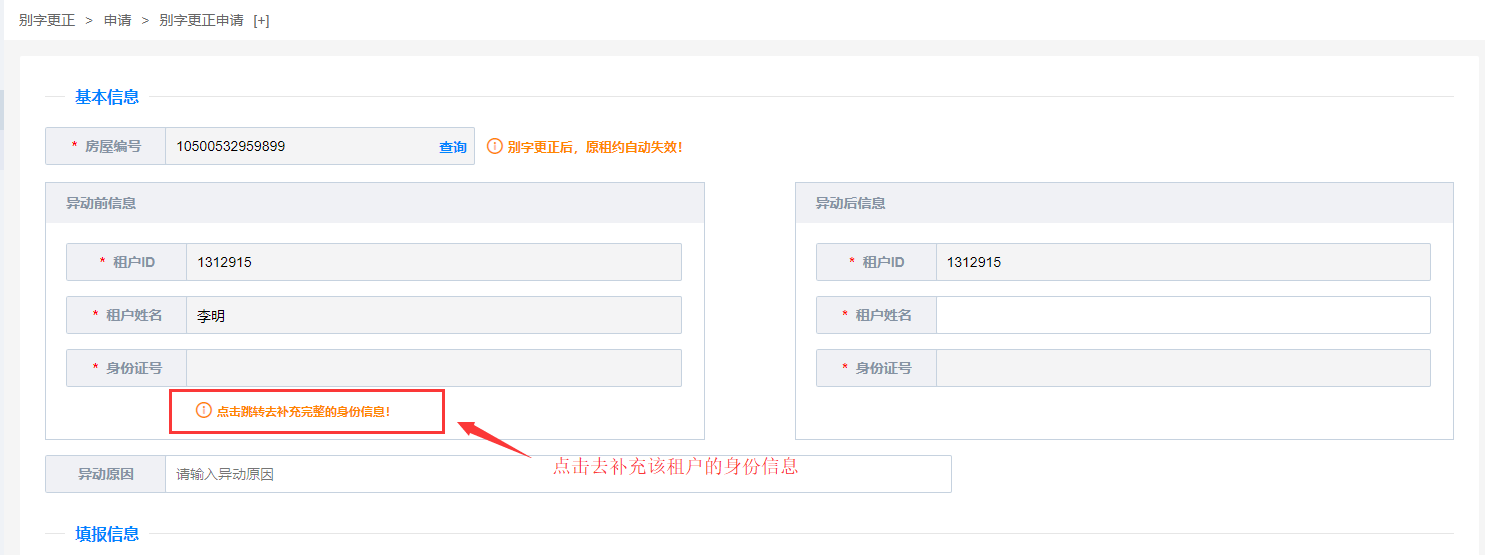 别字更正 > 申请 > 别字更正申请 [+]
基本信息
* 房屋编号 10500532959899 查询 别字更正后，原租约自动失效！
异动前信息
* 租户ID 1312915
* 租户姓名 李明
* 身份证号
点击跳转去补充完整的身份信息！
异动后信息
* 租户ID 1312915
* 租户姓名
* 身份证号
点击去补充该租户的身份信息
异动原因 请输入异动原因
填报信息